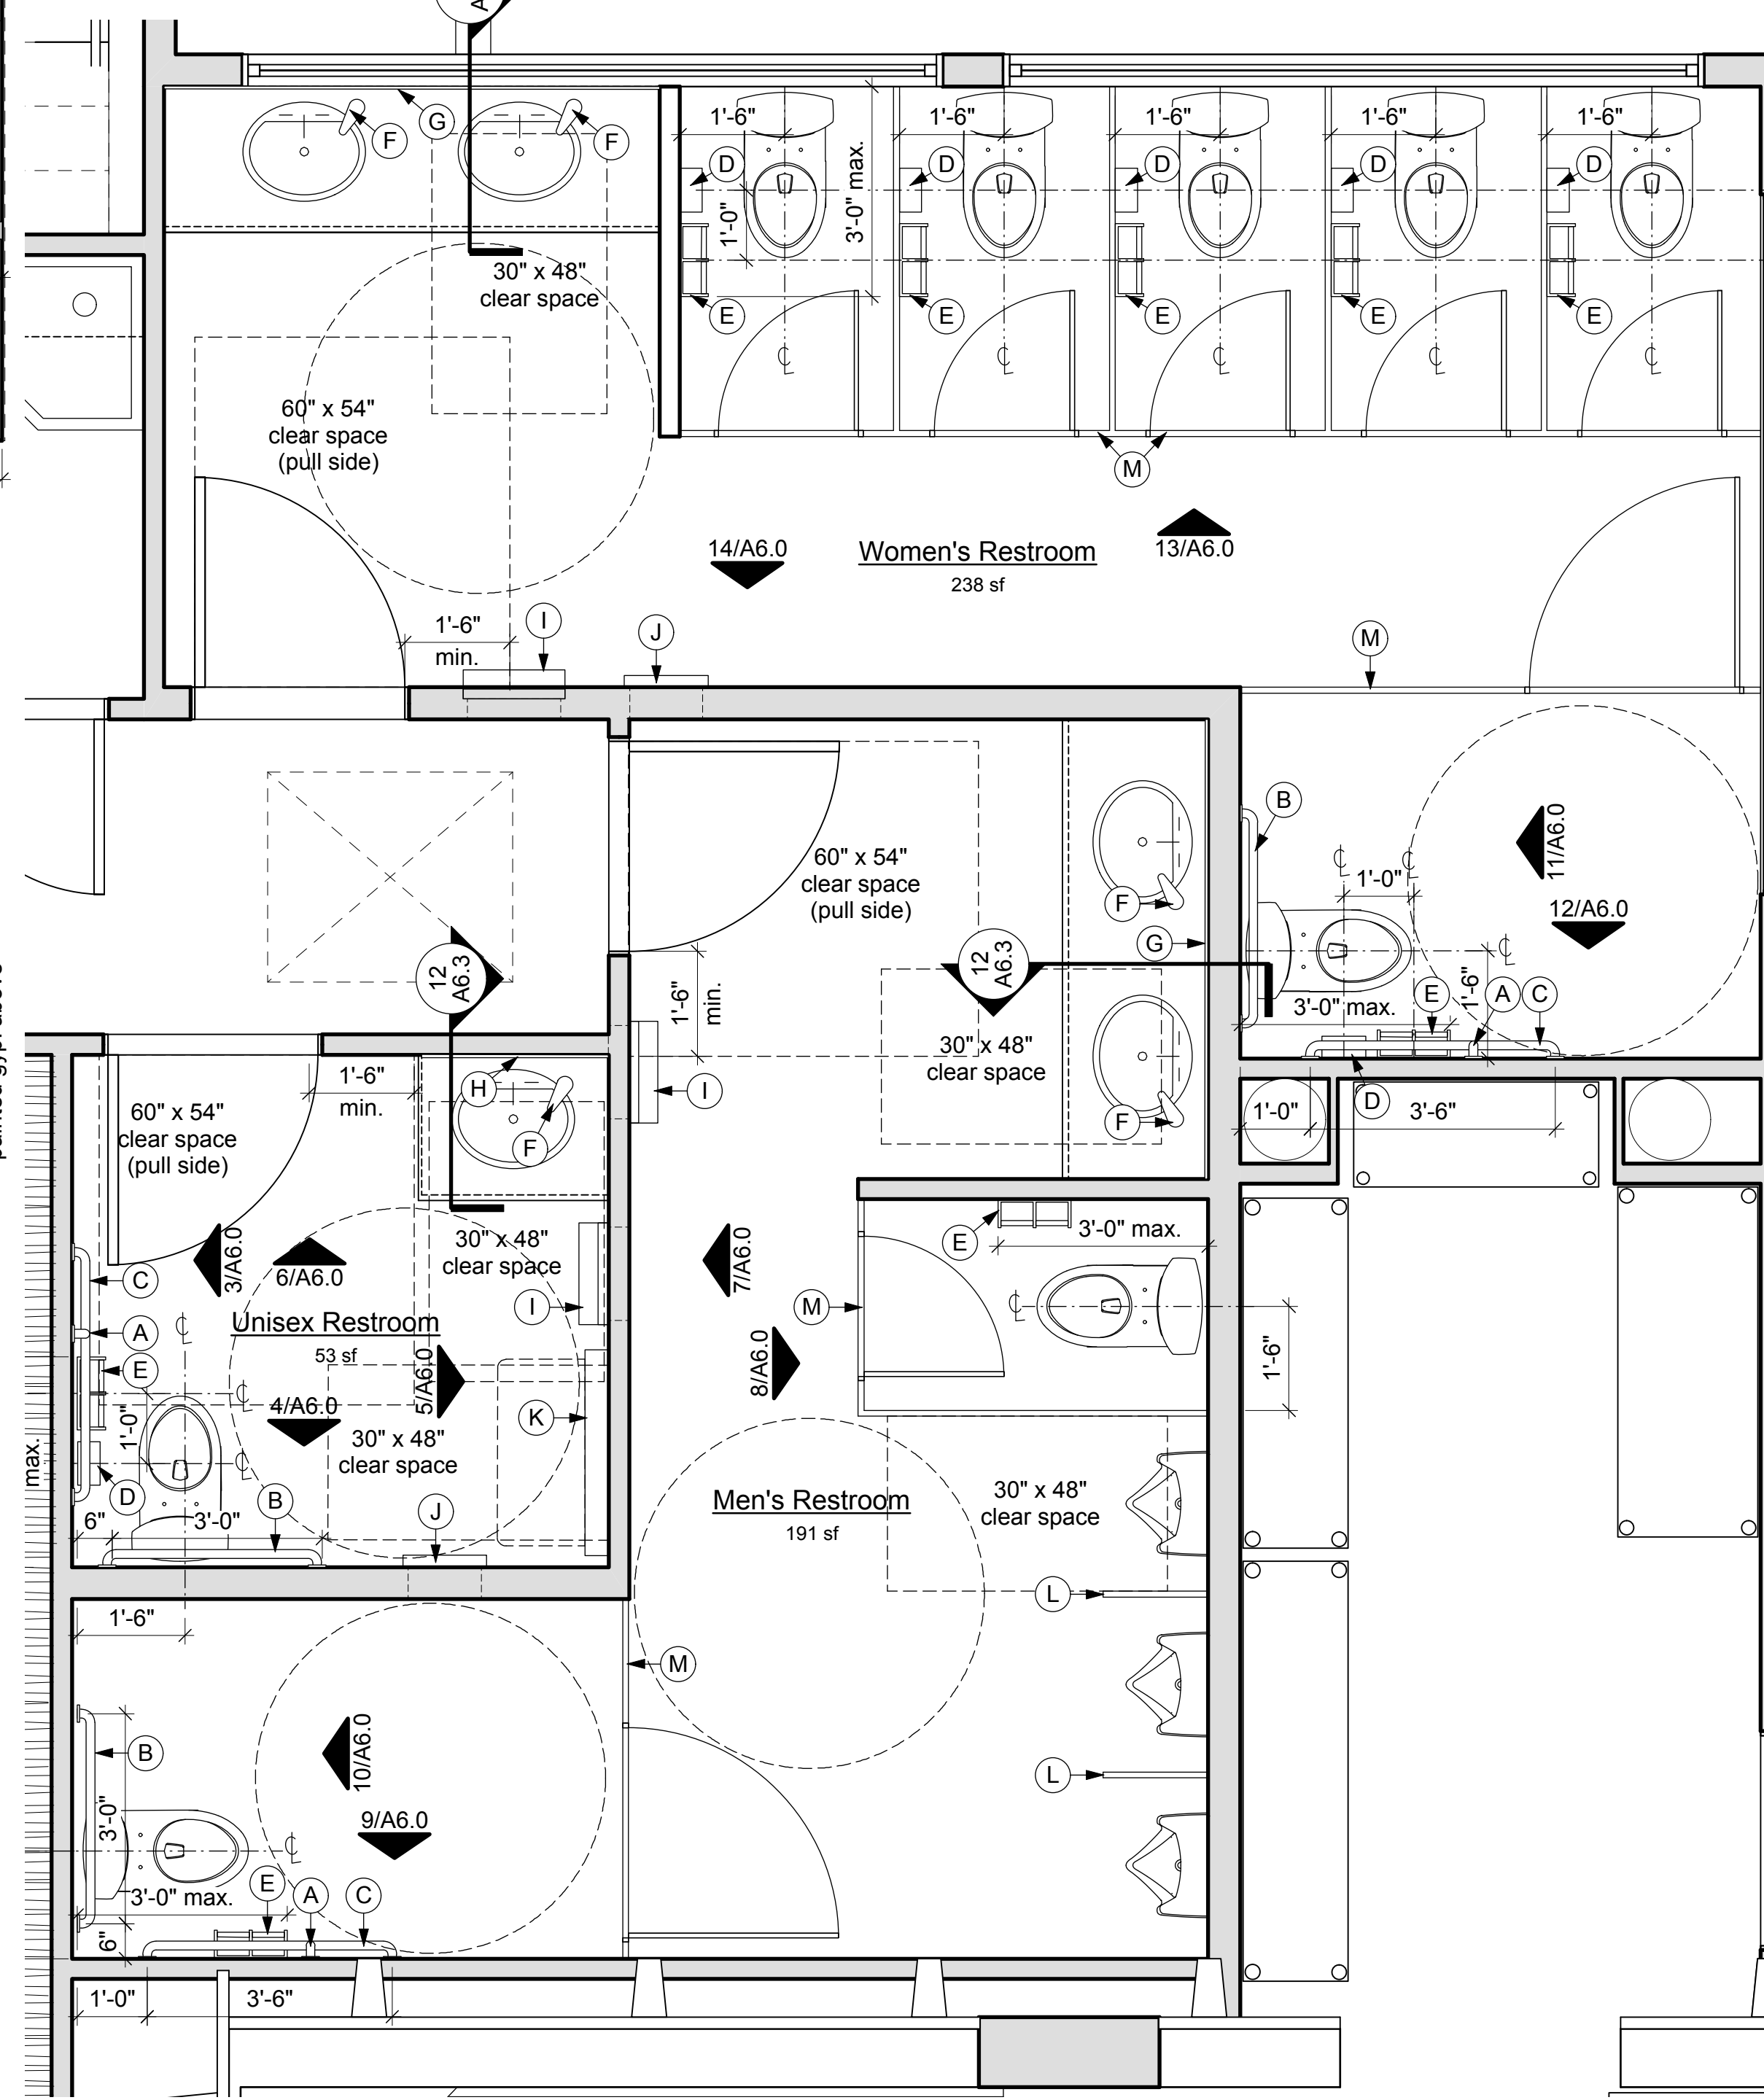 A
G
F
F
1'-6"
1'-6"
1'-6"
1'-6"
1'-6"
D
D
D
D
D
1'-0"
3'-0" max.
E
E
E
E
E
30" x 48"
clear space
60" x 54"
clear space
(pull side)
M
14/A6.0
Women's Restroom
238 sf
13/A6.0
1'-6"
min.
I
J
M
60" x 54"
clear space
(pull side)
F
G
B
1'-0"
11/A6.0
12/A6.0
1'-6"
3'-0" max.
E
A
C
12
A6.3
12
A6.3
1'-6"
min.
30" x 48"
clear space
I
F
D
1'-0"
3'-6"
60" x 54"
clear space
(pull side)
1'-6"
min.
H
F
30" x 48"
clear space
3/A6.0
6/A6.0
C
A
E
Unisex Restroom
53 sf
I
5/A6.0
4/A6.0
K
30" x 48"
clear space
1'-0"
D
B
J
6"
3'-0"
max.
7/A6.0
E
3'-0" max.
M
8/A6.0
1'-6"
Men's Restroom
191 sf
30" x 48"
clear space
L
1'-6"
M
B
10/A6.0
9/A6.0
L
3'-0"
3'-0" max.
E
A
C
6"
1'-0"
3'-6"